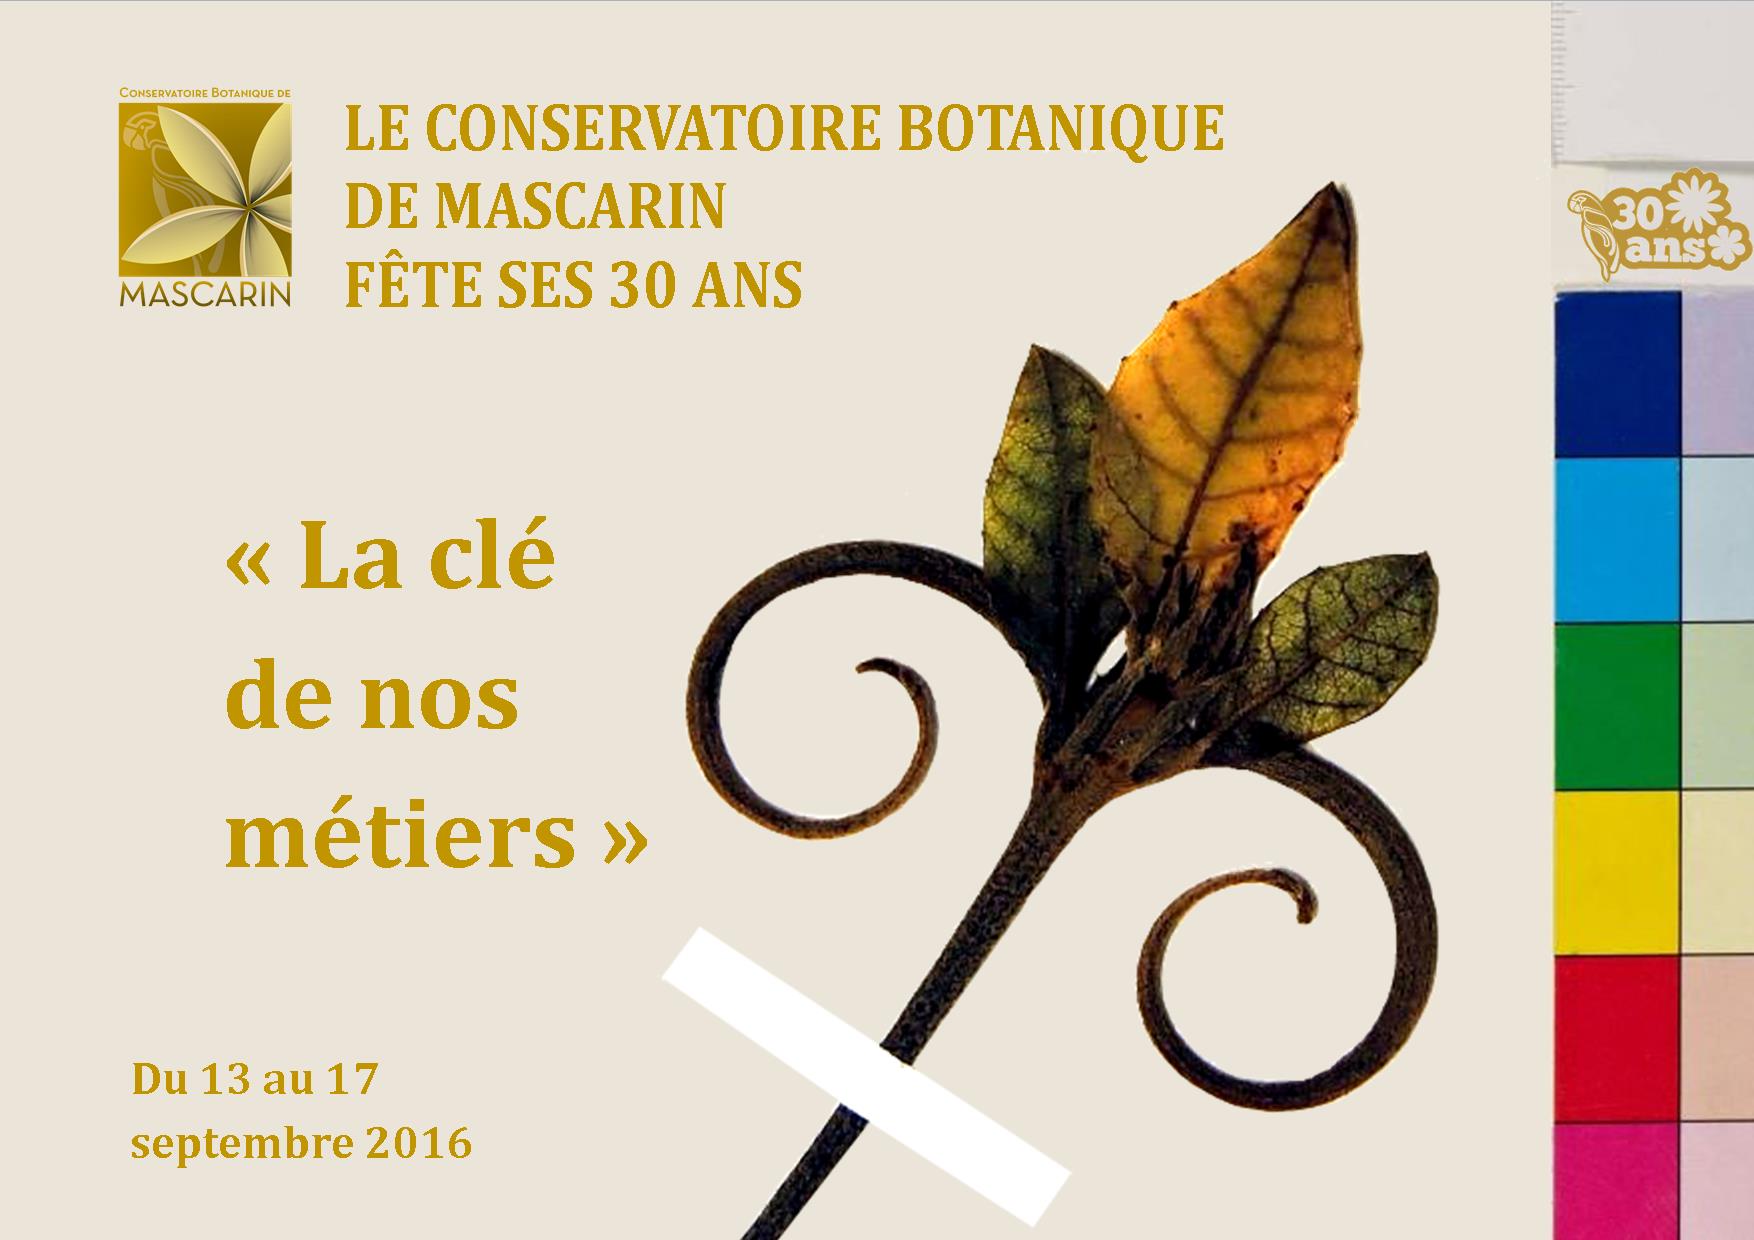 CONSERVATOIRE BOTANIQUE DE
MASCARIN
LE CONSERVATOIRE BOTANIQUE
DE MASCARIN
FÊTE SES 30 ANS
30
ans
« La clé
de nos
métiers »
Du 13 au 17
septembre 2016